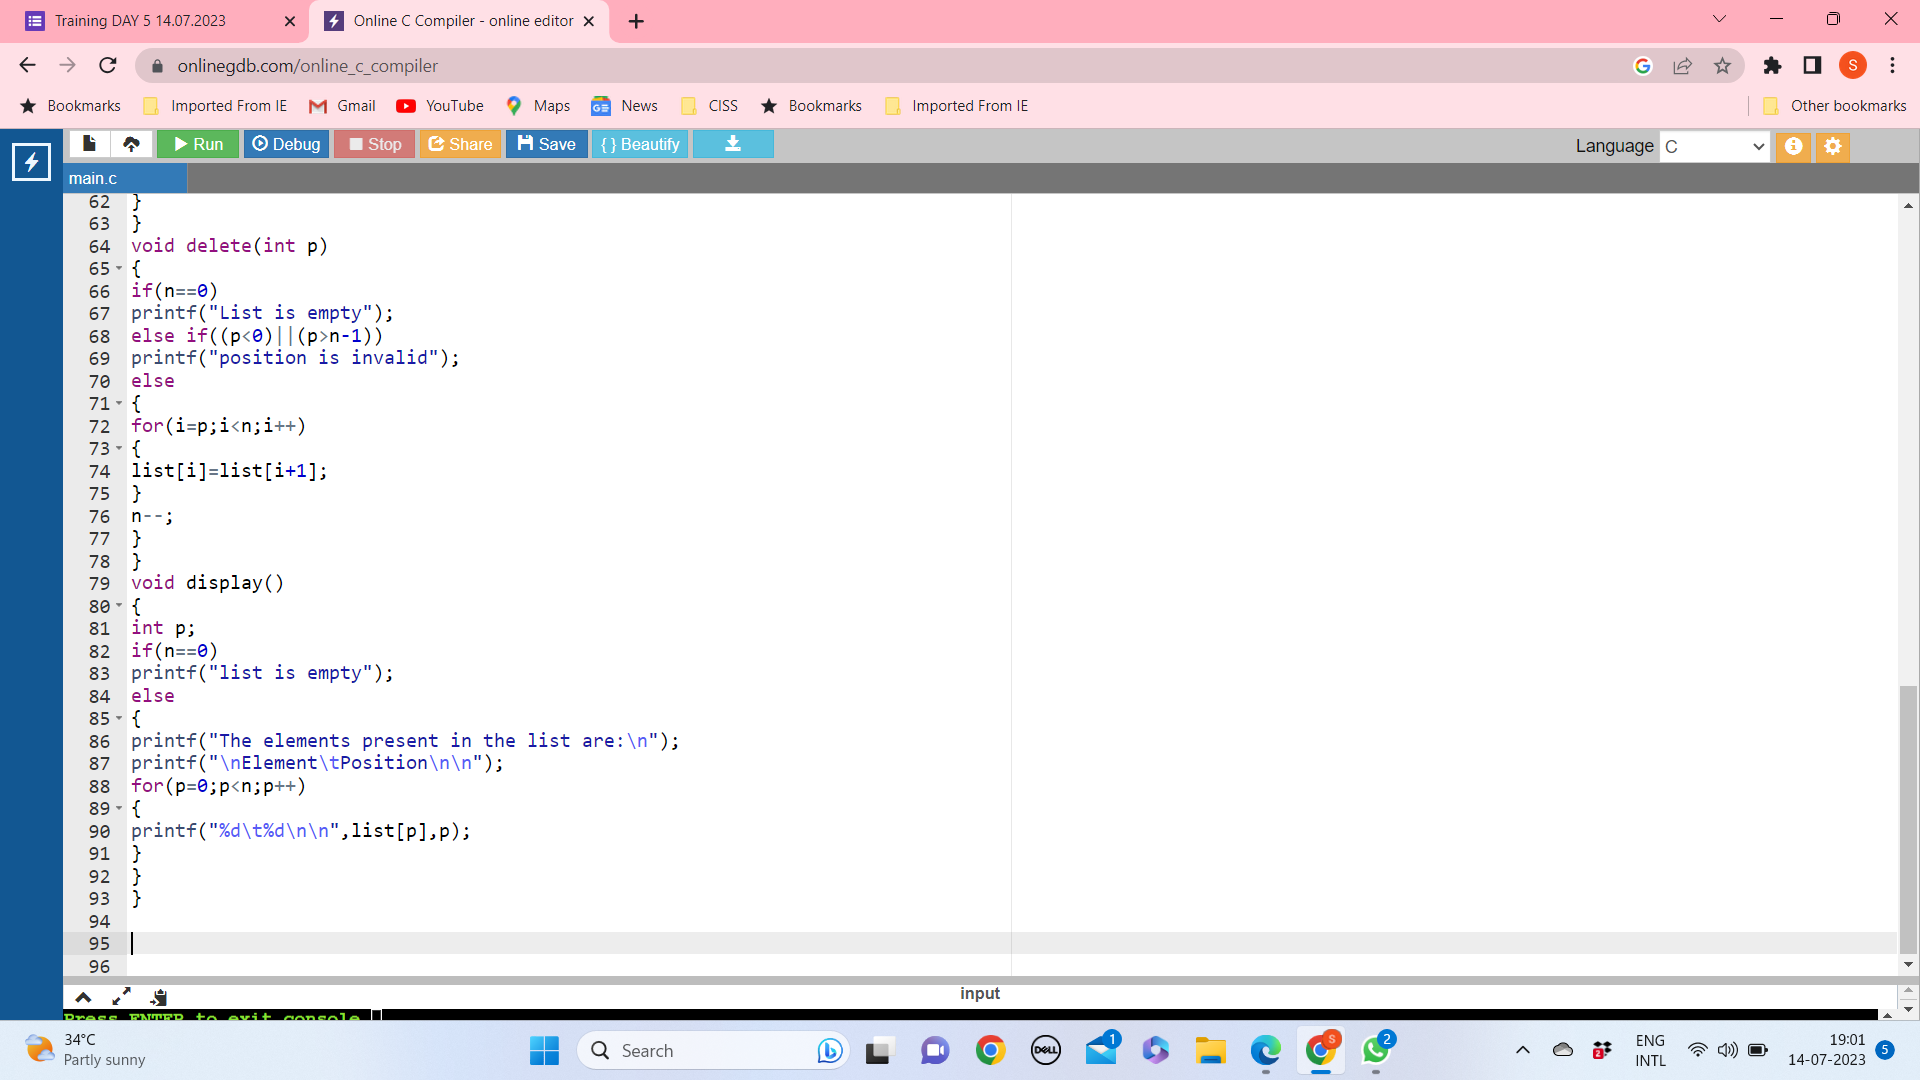 Training DAY 5 14.07.2023
Online C Compiler - online editor
onlinegdb.com/online_c_compiler
S
Bookmarks
Imported From IE
Gmail
YouTube
Maps
News
CISS
Bookmarks
Imported From IE
Other bookmarks
Run
Debug
Stop
Share
Save
{ } Beautify
Language C
main.c
62 }
63 }
64 void delete(int p)
65 {
66 if(n==0)
67 printf("List is empty");
68 else if((p<0)||(p>n-1))
69 printf("position is invalid");
70 else
71 {
72 for(i=p;i<n;i++)
73 {
74 list[i]=list[i+1];
75 }
76 n--;
77 }
78 }
79 void display()
80 {
81 int p;
82 if(n==0)
83 printf("list is empty");
84 else
85 {
86 printf("The elements present in the list are:\n");
87 printf("\nElement\tPosition\n\n");
88 for(p=0;p<n;p++)
89 {
90 printf("%d\t%d\n\n",list[p],p);
91 }
92 }
93 }
94
95
96
input
Press ENTER to exit console.
34°C
Partly sunny
Search
DELL
1
S
2
2
ENG
INTL
19:01
14-07-2023
5